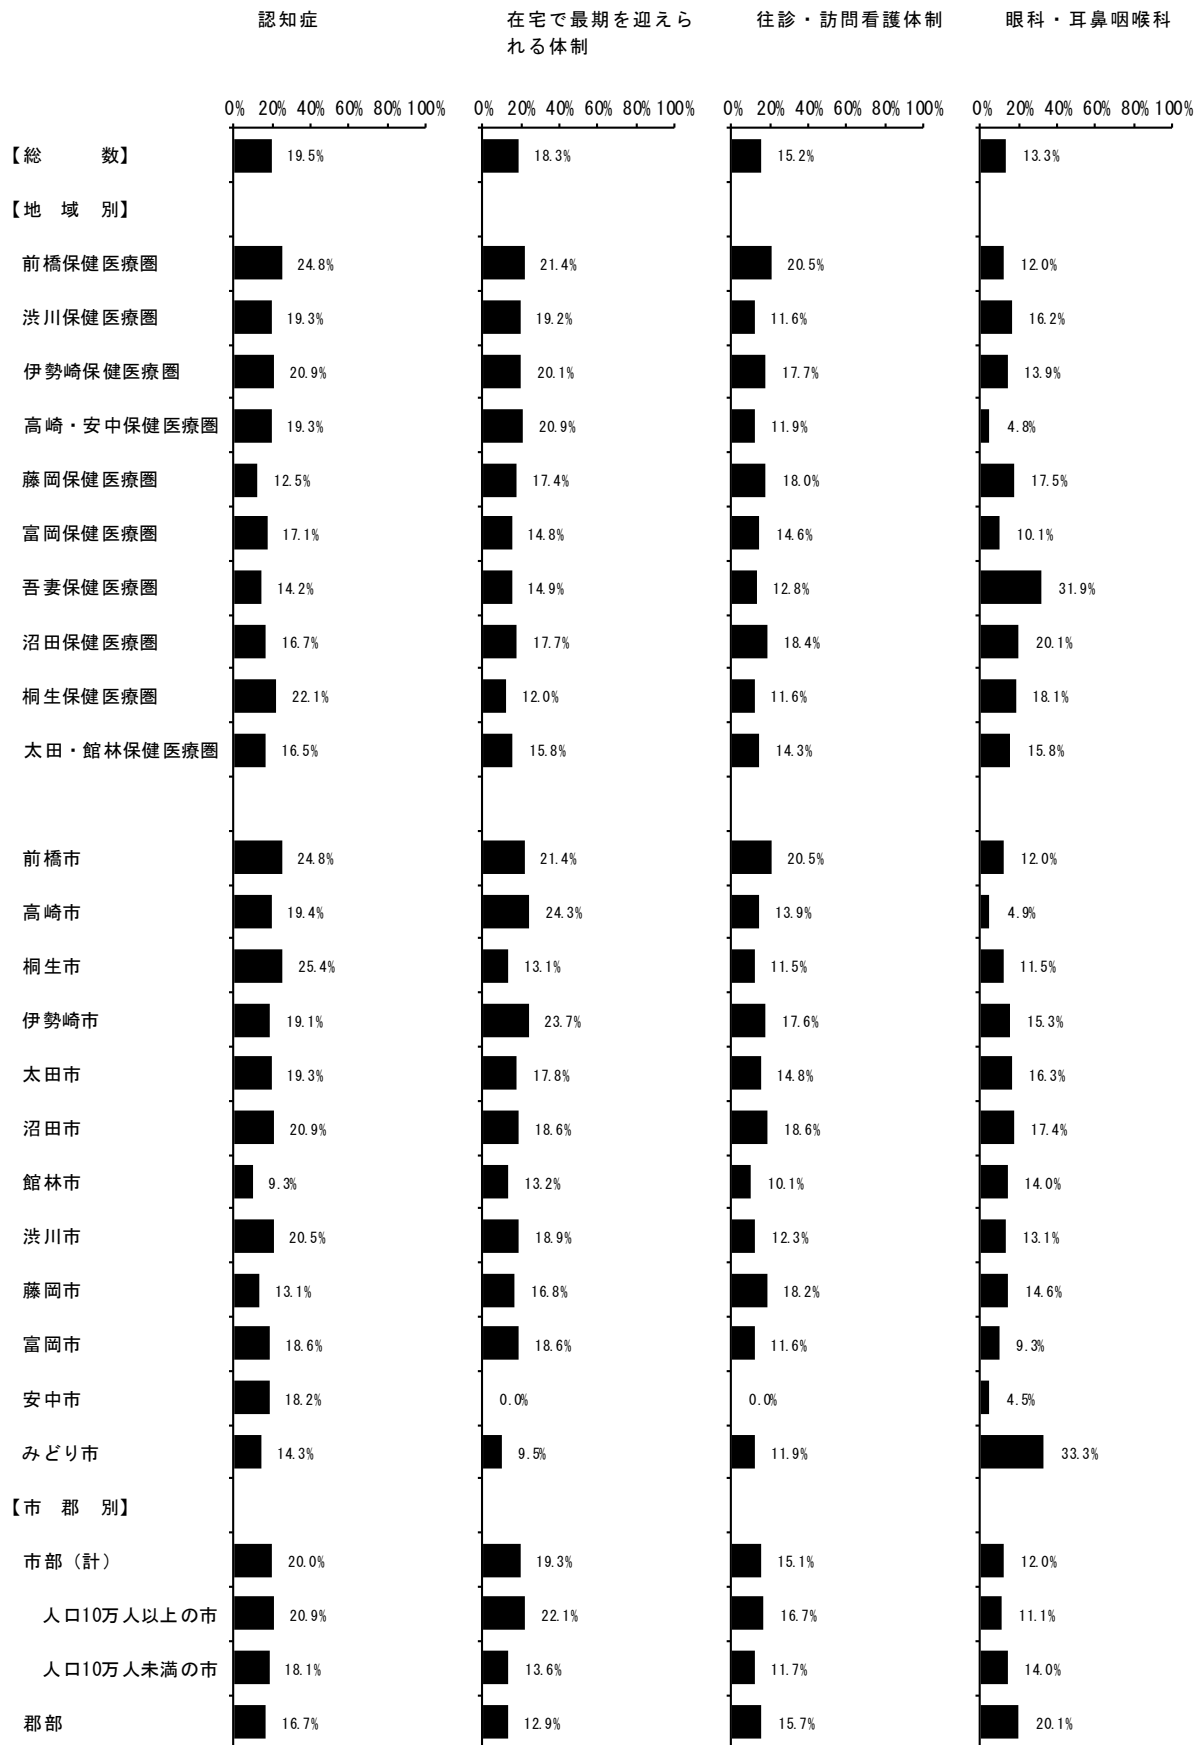 認知症　在宅で最期を迎えら　往診・訪問看護体制　眼科・耳鼻咽喉科
れる体制
0% 20% 40% 60% 80% 100% 0% 20% 40% 60% 80% 100% 0% 20% 40% 60% 80% 100% 0% 20% 40% 60% 80% 100%
【総　　数】 19.5% 18.3% 15.2% 13.3%
【地　域　別】
前橋保健医療圏 24.8% 21.4% 20.5% 12.0%
渋川保健医療圏 19.3% 19.2% 11.6% 16.2%
伊勢崎保健医療圏 20.9% 20.1% 17.7% 13.9%
高崎・安中保健医療圏 19.3% 20.9% 11.9% 4.8%
藤岡保健医療圏 12.5% 17.4% 18.0% 17.5%
富岡保健医療圏 17.1% 14.8% 14.6% 10.1%
吾妻保健医療圏 14.2% 14.9% 12.8% 31.9%
沼田保健医療圏 16.7% 17.7% 18.4% 20.1%
桐生保健医療圏 22.1% 12.0% 11.6% 18.1%
太田・館林保健医療圏 16.5% 15.8% 14.3% 15.8%
前橋市 24.8% 21.4% 20.5% 12.0%
高崎市 19.4% 24.3% 13.9% 4.9%
桐生市 25.4% 13.1% 11.5% 11.5%
伊勢崎市 19.1% 23.7% 17.6% 15.3%
太田市 19.3% 17.8% 14.8% 16.3%
沼田市 20.9% 18.6% 18.6% 17.4%
館林市 9.3% 13.2% 10.1% 14.0%
渋川市 20.5% 18.9% 12.3% 13.1%
藤岡市 13.1% 16.8% 18.2% 14.6%
富岡市 18.6% 18.6% 11.6% 9.3%
安中市 18.2% 0.0% 0.0% 4.5%
みどり市 14.3% 9.5% 11.9% 33.3%
【市　郡　別】
市部（計） 20.0% 19.3% 15.1% 12.0%
人口10万人以上の市 20.9% 22.1% 16.7% 11.1%
人口10万人未満の市 18.1% 13.6% 11.7% 14.0%
郡部 16.7% 12.9% 15.7% 20.1%